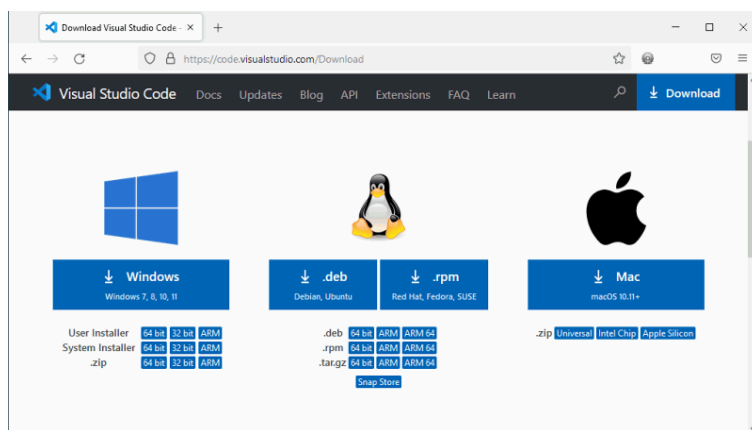 Download Visual Studio Code -
https://code.visualstudio.com/Download
Visual Studio Code Docs Updates Blog API Extensions FAQ Learn Download
Windows
Windows 7, 8, 10, 11
.deb
Debian, Ubuntu
.rpm
Red Hat, Fedora, SUSE
Mac
macOS 10.11+
User Installer 64 bit 32 bit ARM
System Installer 64 bit 32 bit ARM
.zip 64 bit 32 bit ARM
.deb 64 bit ARM ARM 64
.rpm 64 bit ARM ARM 64
.tar.gz 64 bit ARM ARM 64
Snap Store
.zip Universal Intel Chip Apple Silicon